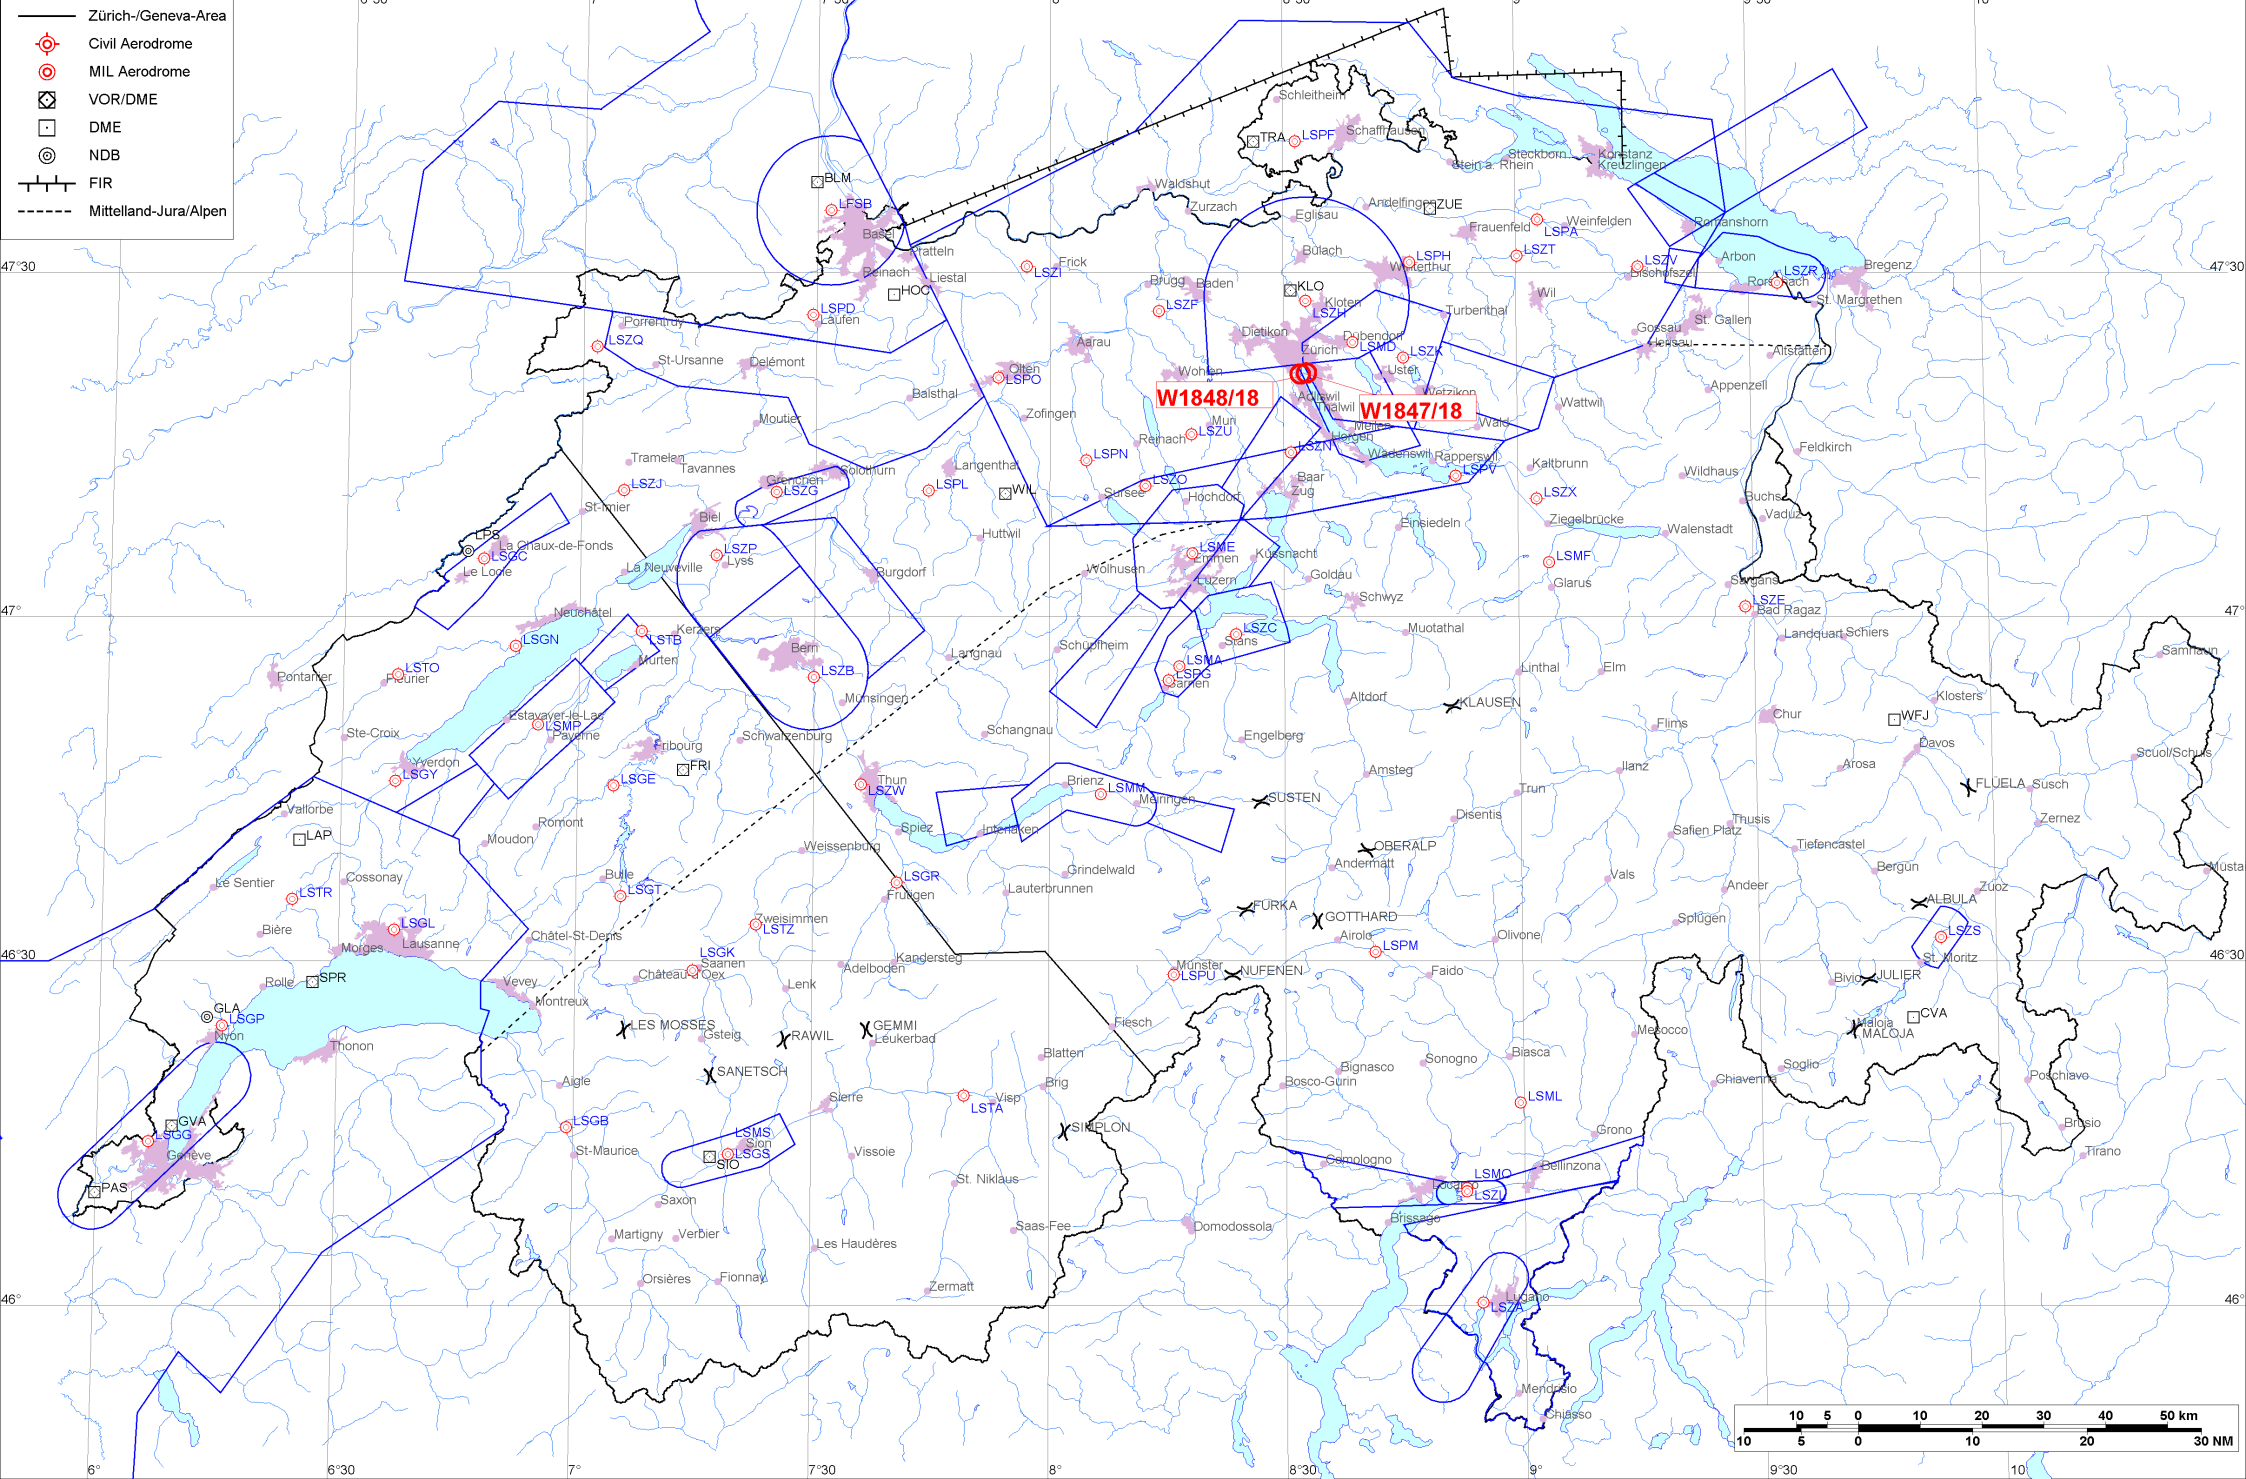 6°30
7°
7°30
8°
8°30
9°
9°30
10
Zürich-/Geneva-Area
Civil Aerodrome
MIL Aerodrome
VOR/DME
DME
NDB
FIR
Mittelland-Jura/Alpen
Schleitheim
TRA
LSPF
Schaffhausen
Steckborn
Stein a. Rhein
Konstanz
Kreuzlingen
BLM
LFSB
Basel
Waldshut
Zurzach
Eglisau
Andelfingen
ZUE
LSPA
Weinfelden
Romanshorn
Frauenfeld
Pratteln
Bülach
LSZT
Arbon
47°30
Reinach
Liestal
LSZI
Frick
LSPH
Winterthur
LSZV
Bischofszell
LSZR
Bregenz
47°30
HOC
Brugg
Baden
KLO
Kloten
Wil
Rorschach
St. Margrethen
LSPD
Laufen
LSZF
LSZH
Turbenthal
St. Gallen
Porrentruy
Dietikon
Dübendorf
Gossau
LSZQ
Aarau
Zürich
LSMD
LSZK
Herisau
Altstätten
St-Ursanne
Delémont
Olten
LSPO
Wohlen
Uster
Appenzell
Balsthal
W1848/18
Adliswil
Thalwil
W1847/18
Wetzikon
Wattwil
Moutier
Zofingen
Muri
LSZU
Meilen
Wald
Reinach
Horgen
LSZN
Feldkirch
Tramelan
Tavannes
Solothurn
Langenthal
LSPN
Wädenswil
Rapperswil
Kaltbrunn
Wildhaus
LSZJ
Grenchen
LSZG
LSPL
WIL
Sursee
LSZO
Hochdorf
Baar
Zug
LSPV
LSZX
Buchs
St-Imier
Biel
Einsiedeln
Ziegelbrücke
Walenstadt
Vaduz
LPS
LSGC
La Chaux-de-Fonds
LSZP
Lyss
Huttwil
LSME
Emmen
Küssnacht
LSMF
Le Locle
La Neuveville
Burgdorf
Wolhusen
Luzern
Goldau
Glarus
Sargans
47°
Neuchâtel
Schwyz
LSZE
Bad Ragaz
47°
LSGN
LSTB
Kerzers
LSZC
Stans
Muotathal
Landquart
Schiers
Bern
Schüpfheim
Samnaun
LSTO
Fleurier
Murten
LSZB
Langnau
LSMA
LSPG
Sarnen
Linthal
Elm
Pontarlier
Münsingen
Altdorf
KLAUSEN
Klosters
Estavayer-le-Lac
LSMP
Payerne
Flims
Chur
WFJ
Ste-Croix
Fribourg
Schwarzenburg
Schangnau
Engelberg
Davos
Scuol/Schuls
Yverdon
LSGY
FRI
LSGE
Thun
LSZW
Brienz
LSMM
Meiringen
Amsteg
Ilanz
Arosa
FLÜELA
Susch
SUSTEN
Trun
Vallorbe
LAP
Romont
Moudon
Spiez
Interlaken
Disentis
Safien Platz
Thusis
Tiefencastel
Zernez
Weissenburg
OBERALP
Andermatt
Le Sentier
Cossonay
Bulle
LSGR
Grindelwald
Bergün
LSTR
LSGT
Frutigen
Lauterbrunnen
Vals
Andeer
Zuoz
FURKA
GOTTHARD
ALBULA
Bière
LSGL
Zweisimmen
LSTZ
Splügen
Morges
Lausanne
Châtel-St-Denis
Airolo
LSPM
Olivone
LSZS
46°30
LSGK
Saanen
Kandersteg
Adelboden
Münster
LSPU
NUFENEN
Faido
St. Moritz
46°30
Rolle
SPR
Vevey
Château-d'Oex
Lenk
Bivio
JULIER
Montreux
GLA
LSGP
Nyon
LES MOSSES
Gsteig
RAWIL
GEMMI
Leukerbad
Fiesch
Mesocco
Maloja
MALOJA
CVA
Thonon
Blatten
Sonogno
Biasca
Bignasco
Soglio
SANETSCH
Aigle
Brig
Bosco-Gurin
Chiavenna
Poschiavo
GVA
LSGG
Genève
LSGB
Sierre
LSTA
Visp
LSML
SIMPLON
Grono
Brusio
LSMS
Sion
LSGS
SIO
St-Maurice
Vissoie
Comologno
Bellinzona
Tirano
PAS
St. Niklaus
LSMO
LSZL
Saxon
Brissago
Martigny
Verbier
Saas-Fee
Domodossola
Les Haudères
Orsières
Fionnay
Zermatt
46°
Lugano
LSZA
46°
Mendrisio
Chiasso
10 5 0 10 20 30 40 50 km
10 5 0 10 20 30 NM
6°
6°30
7°
7°30
8°
8°30
9°
9°30
10